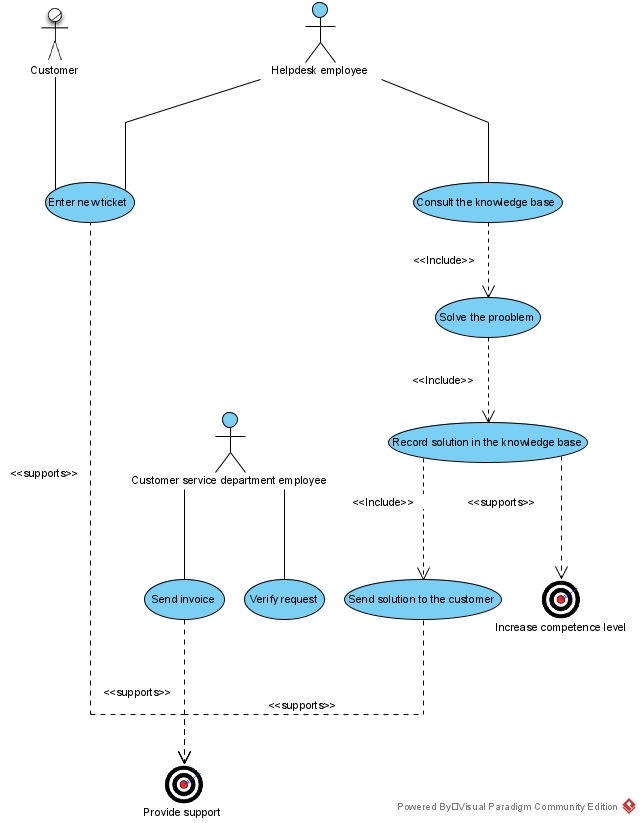 Customer
Helpdesk employee
Enter new ticket
Consult the knowledge base
<<Include>>
Solve the prooblem
<<Include>>
Record solution in the knowledge base
<<supports>>
Customer service department employee
<<Include>>
<<supports>>
Send invoice
Verify request
Send solution to the customer
Increase competence level
<<supports>>
<<supports>>
Provide support
Powered By□Visual Paradigm Community Edition